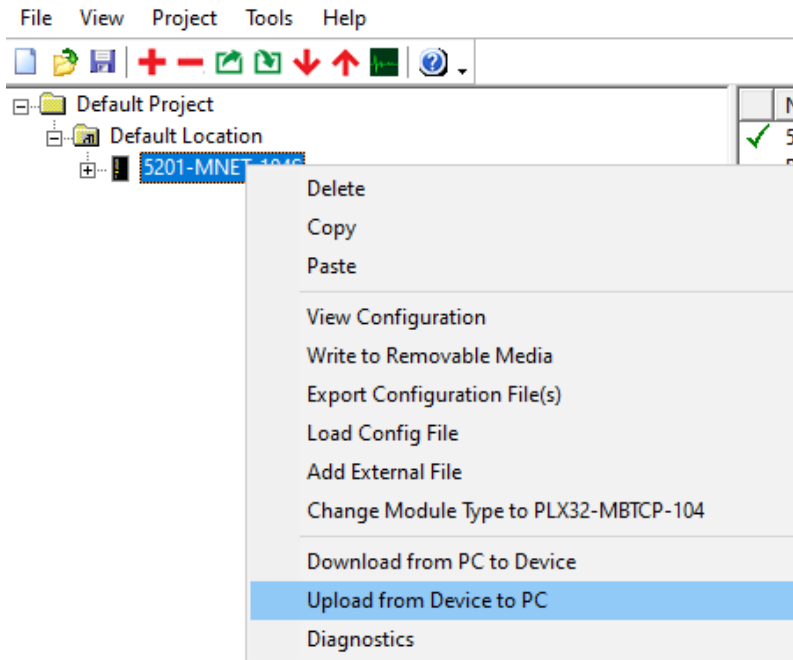 File View Project Tools Help
Default Project
Default Location
5201-MNET-104S
Delete
Copy
Paste
View Configuration
Write to Removable Media
Export Configuration File(s)
Load Config File
Add External File
Change Module Type to PLX32-MBTCP-104
Download from PC to Device
Upload from Device to PC
Diagnostics